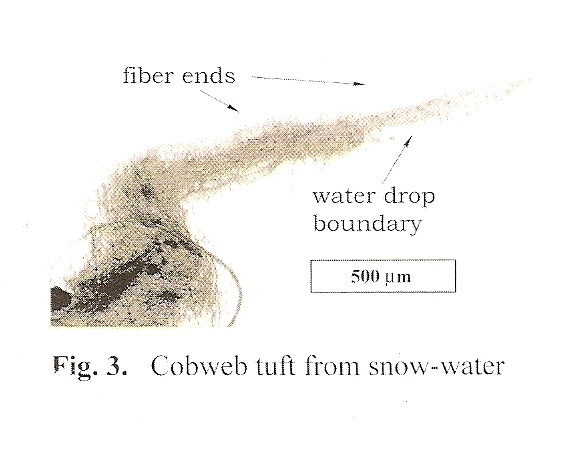 fiber ends
water drop
boundary
500 µm
Fig. 3. Cobweb tuft from snow-water